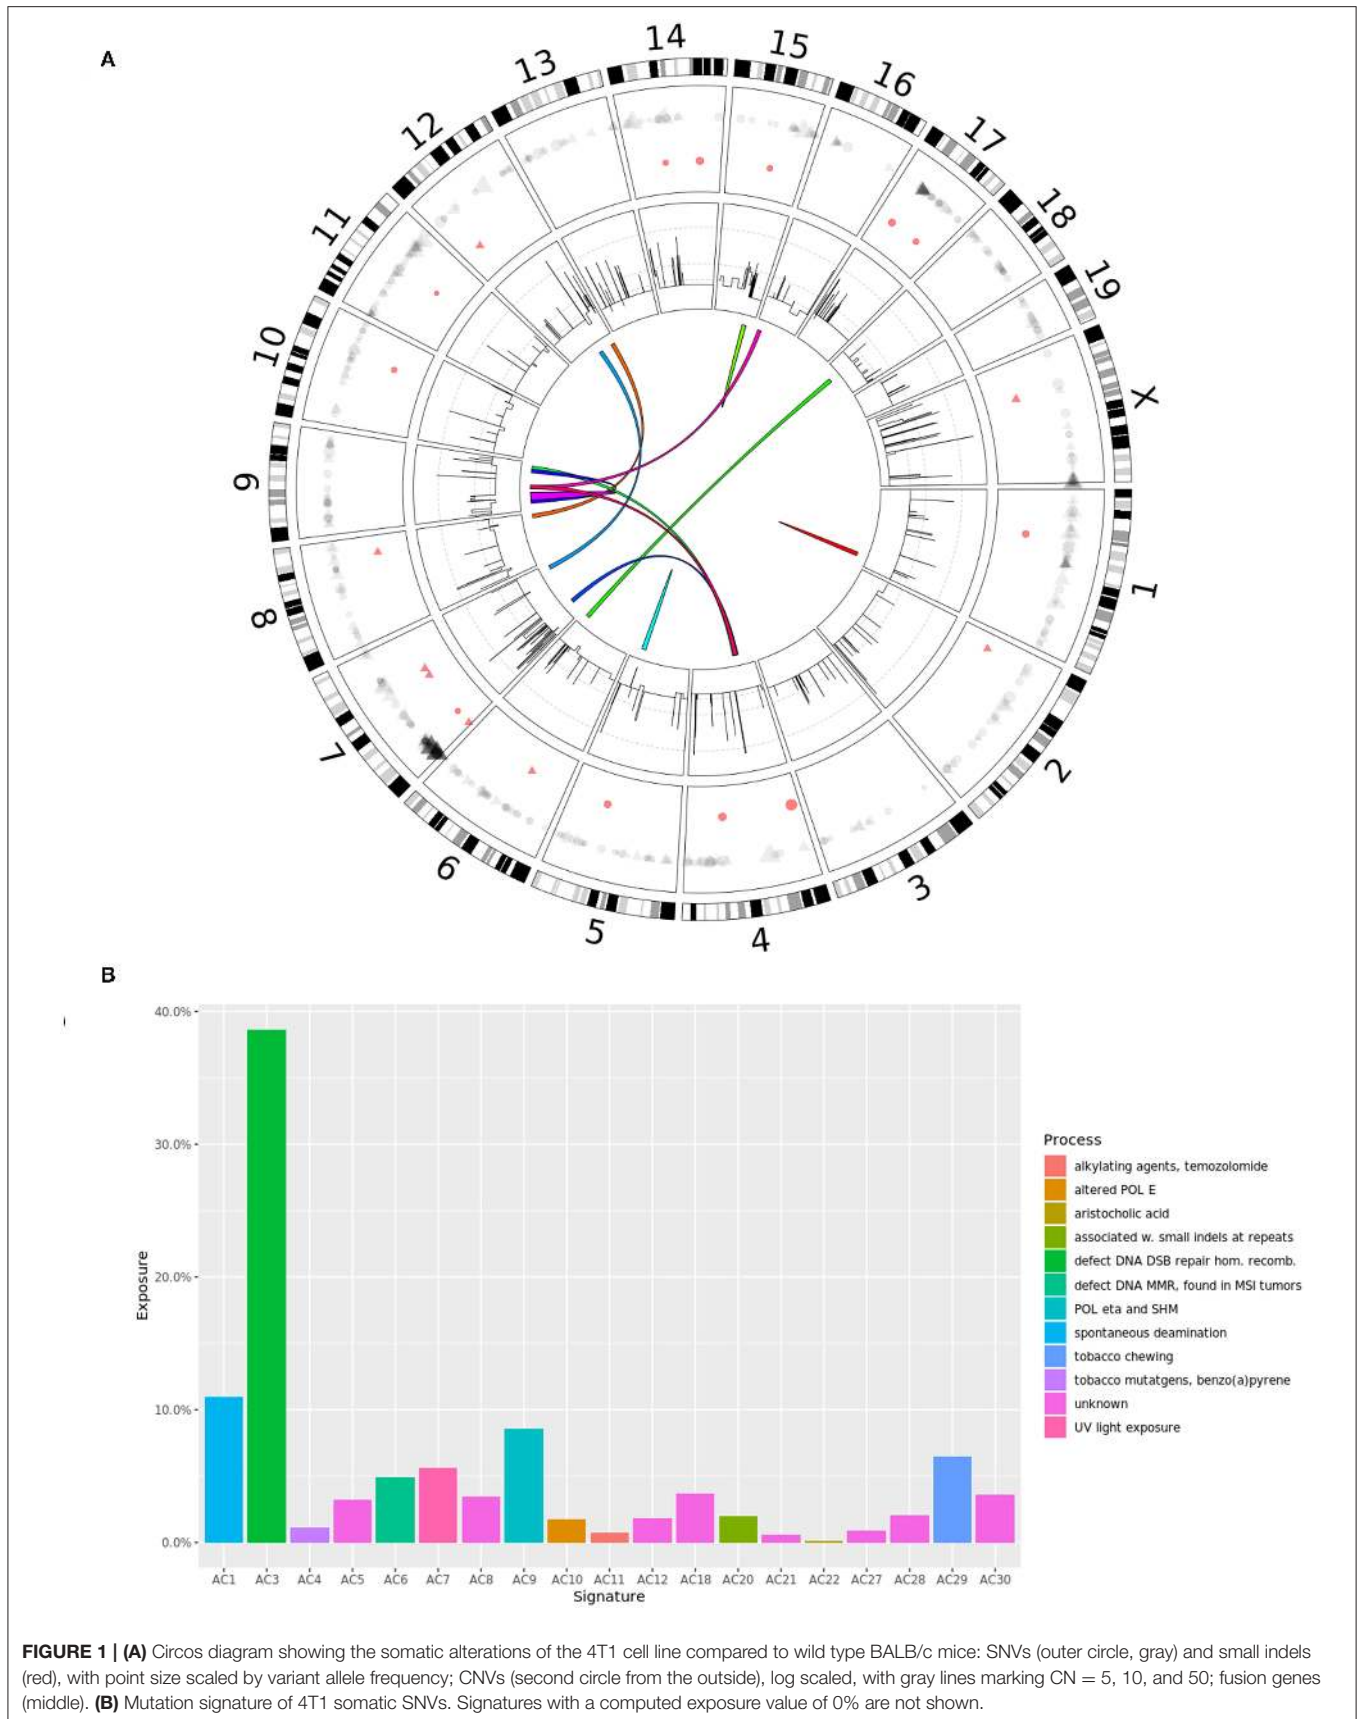 A
14
15
13
16
12
17
11
18
19
10
X
9
1
8
2
7
3
6
4
5
B
40.0%
30.0%
20.0%
10.0%
0.0%
Exposure
AC1 AC3 AC4 AC5 AC6 AC7 AC8 AC9 AC10 AC11 AC12 AC18 AC20 AC21 AC22 AC27 AC28 AC29 AC30
Signature
Process
alkylating agents, temozolomide
altered POL E
aristocholic acid
associated w. small indels at repeats
defect DNA DSB repair hom. recomb.
defect DNA MMR, found in MSI tumors
POL eta and SHM
spontaneous deamination
tobacco chewing
tobacco mutatgens, benzo(a)pyrene
unknown
UV light exposure
FIGURE 1 | (A) Circos diagram showing the somatic alterations of the 4T1 cell line compared to wild type BALB/c mice: SNVs (outer circle, gray) and small indels
(red), with point size scaled by variant allele frequency; CNVs (second circle from the outside), log scaled, with gray lines marking CN = 5, 10, and 50; fusion genes
(middle). (B) Mutation signature of 4T1 somatic SNVs. Signatures with a computed exposure value of 0% are not shown.